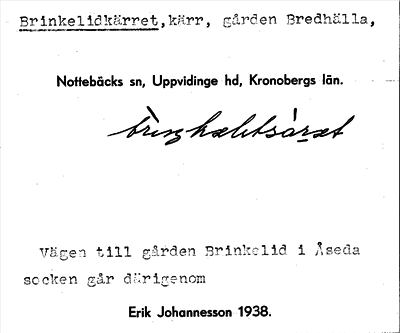 Brinkelidkärret, kärr, gården Bredhälla,
Nottebäcks sn, Uppvidinge hd, Kronobergs län.
Vägen till gården Brinkelid i Åseda
socken går därigenom
Erik Johannesson 1938.